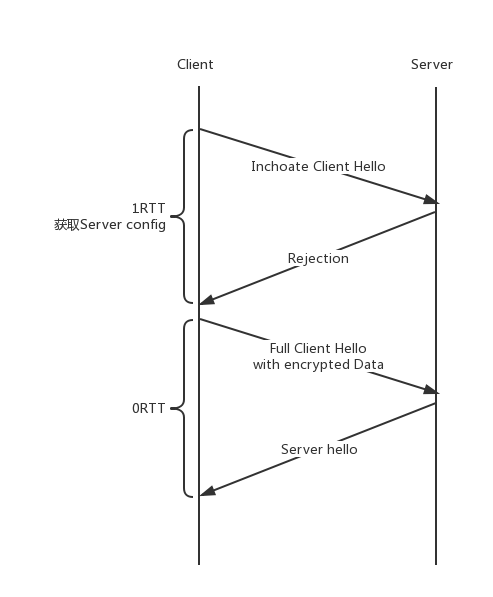 Client
Server
Inchoate Client Hello
1RTT
获取Server config
Rejection
Full Client Hello
with encrypted Data
0RTT
Server hello